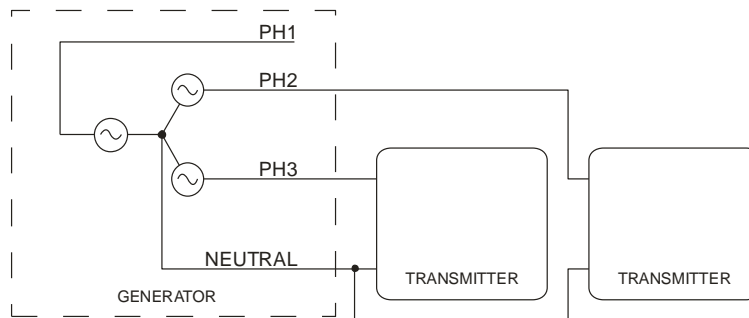 PH1
PH2
PH3
NEUTRAL
GENERATOR
TRANSMITTER
TRANSMITTER